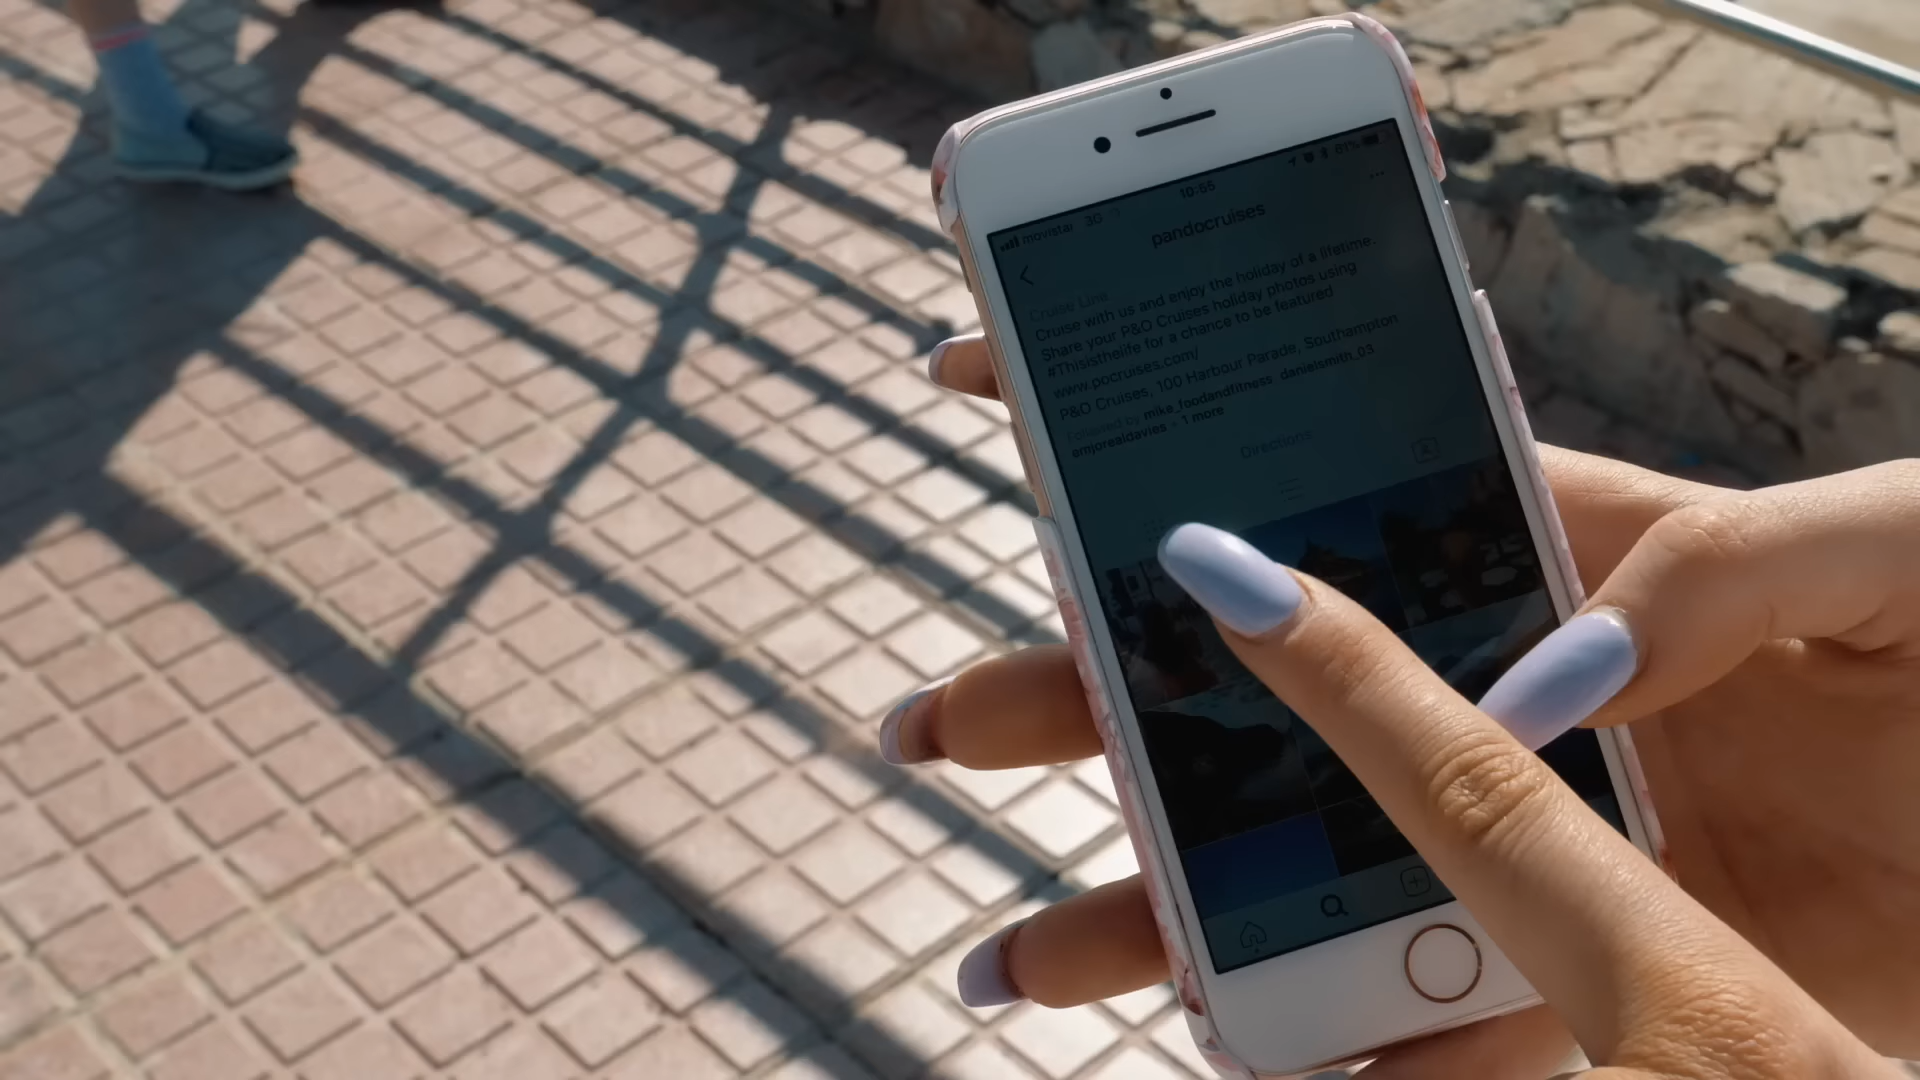 movistar 3G 10:55 81%
pandocruises
Cruise Line
Cruise with us and enjoy the holiday of a lifetime.
Share your P&O Cruises holiday photos using
#Thisisthelife for a chance to be featured
www.pocruises.com/
P&O Cruises, 100 Harbour Parade, Southampton
Followed by mike_foodandfitness danielsmith_03
emjorealdavies + 1 more
Directions